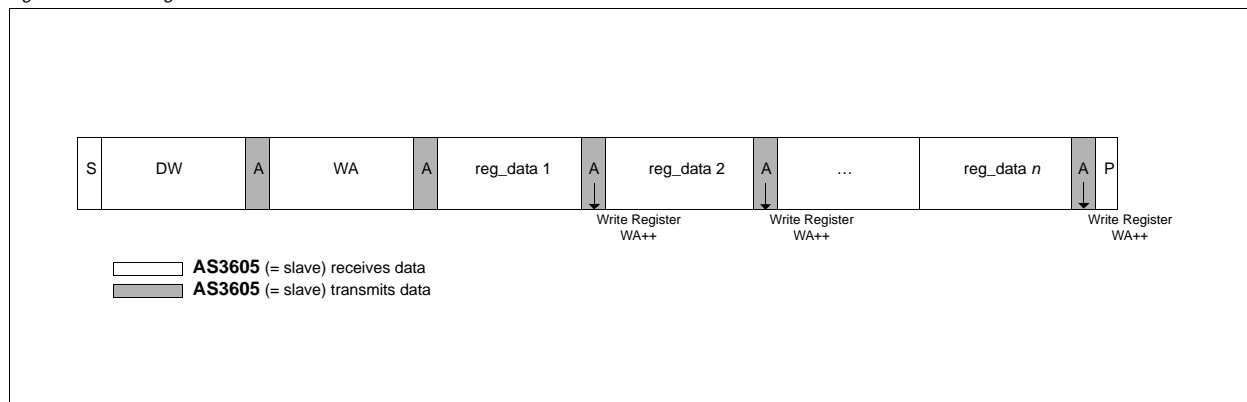 S DW A WA A reg_data 1 A reg_data 2 A … reg_data n A P
Write Register Write Register Write Register
WA++ WA++ WA++
AS3605 (= slave) receives data
AS3605 (= slave) transmits data